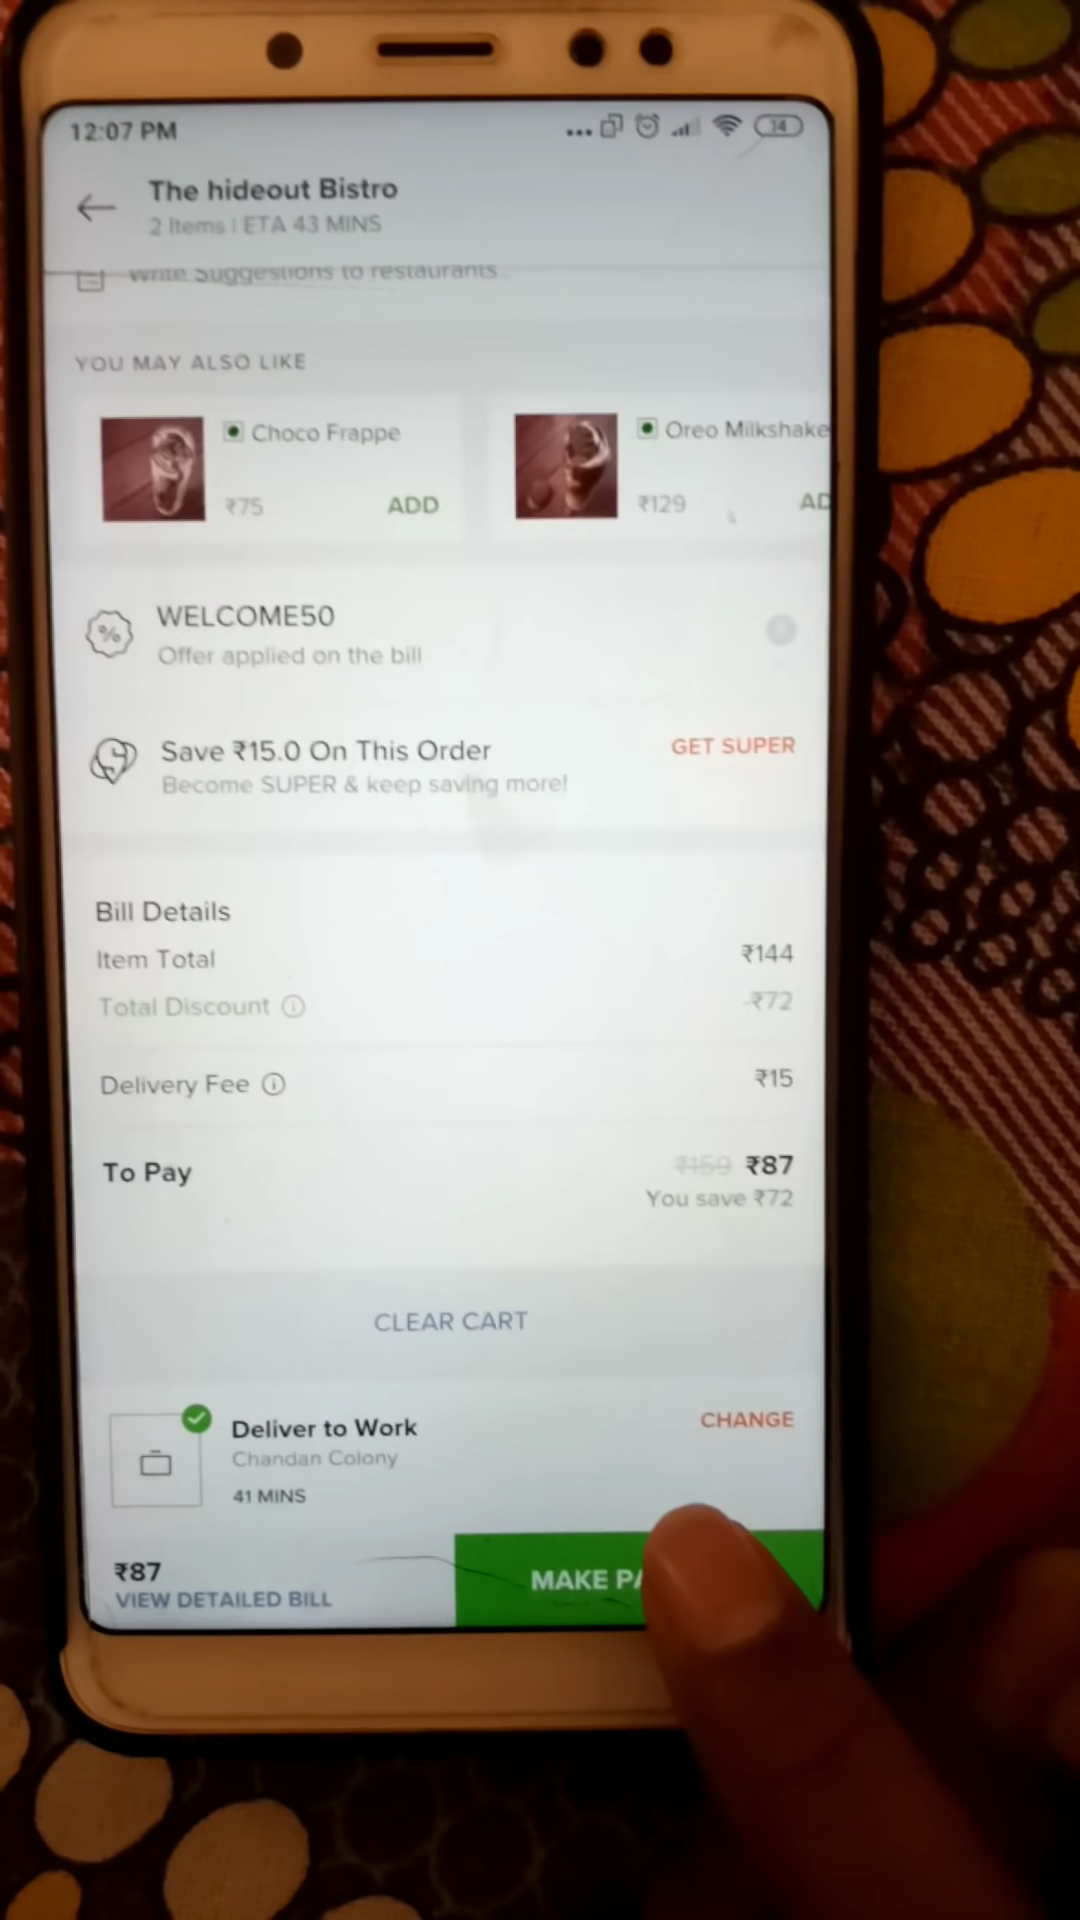 12:07 PM
34
The hideout Bistro
2 Items | ETA 43 MINS
Write Suggestions to restaurants
YOU MAY ALSO LIKE
Choco Frappe
₹75 ADD
Oreo Milkshake
₹129 AD
WELCOME50
Offer applied on the bill
Save ₹15.0 On This Order
GET SUPER
Become SUPER & keep saving more!
Bill Details
Item Total ₹144
Total Discount -₹72
Delivery Fee ₹15
To Pay ₹159 ₹87
You save ₹72
CLEAR CART
Deliver to Work
CHANGE
Chandan Colony
41 MINS
₹87
VIEW DETAILED BILL
MAKE PA